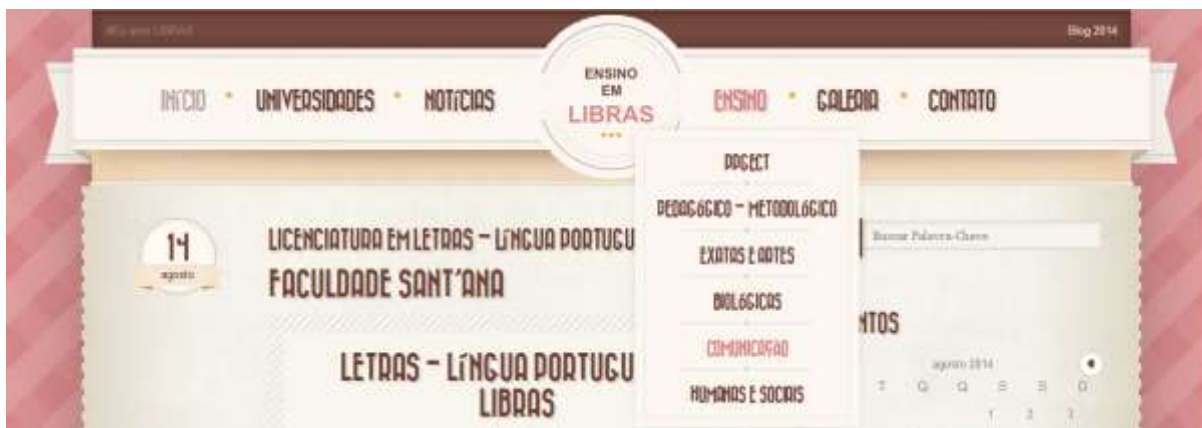 Blog 2014
INÍCIO UNIVERSIDADES NOTÍCIAS
ENSINO
EM
LIBRAS
ENSINO GALERIA CONTATO
PPGECT
PEDAGÓGICO - METODOLÓGICO
EXATAS E ARTES
BIOLÓGICAS
COMUNICAÇÃO
HUMANAS E SOCIAIS
14
agosto
LICENCIATURA EM LETRAS - LÍNGUA PORTUGU
FACULDADE SANT'ANA
LETRAS - LÍNGUA PORTUGU
LIBRAS
Buscar Palavra-Chave
NTOS
agosto 2014
T Q Q S S D
1 2 3